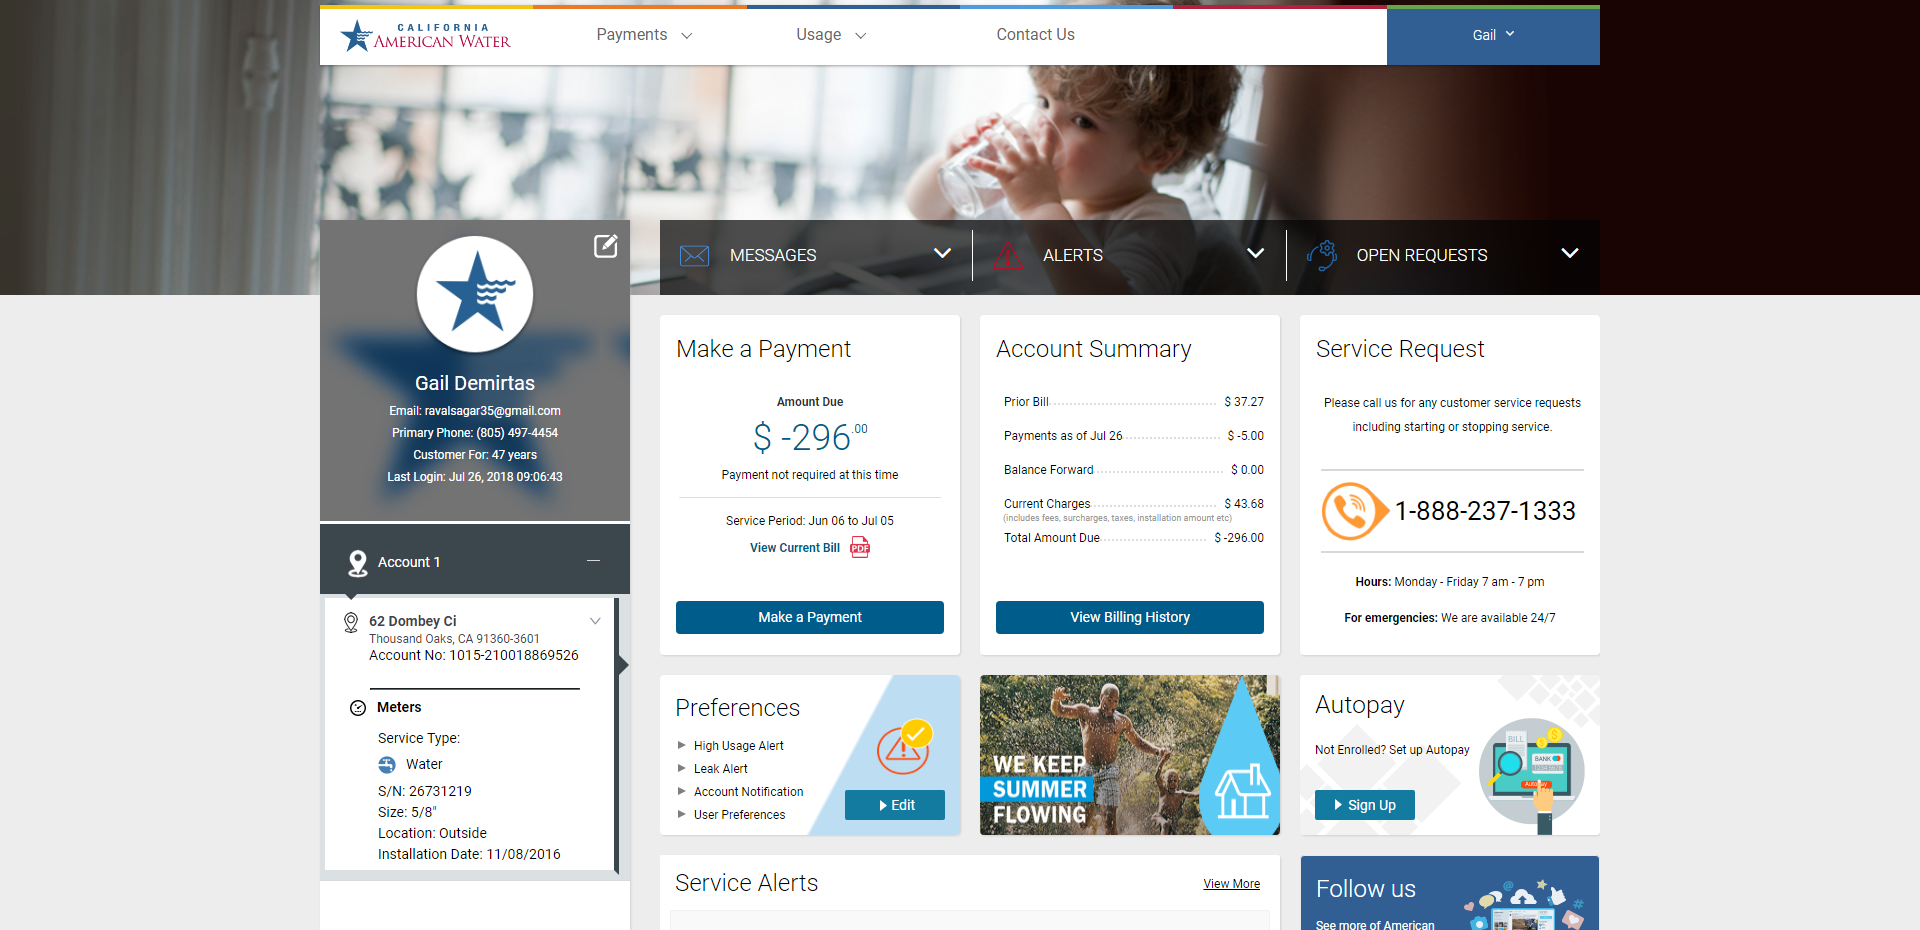 CALIFORNIA
AMERICAN WATER
Payments
Usage
Contact Us
Gail
MESSAGES
ALERTS
OPEN REQUESTS
Gail Demirtas
Email: ravalsagar35@gmail.com
Primary Phone: (805) 497-4454
Customer For: 47 years
Last Login: Jul 26, 2018 09:06:43
Account 1
62 Dombey Ci
Thousand Oaks, CA 91360-3601
Account No: 1015-210018869526
Meters
Service Type:
Water
S/N: 26731219
Size: 5/8"
Location: Outside
Installation Date: 11/08/2016
Make a Payment
Amount Due
$ -296.00
Payment not required at this time
Service Period: Jun 06 to Jul 05
View Current Bill PDF
Make a Payment
Account Summary
Prior Bill $ 37.27
Payments as of Jul 26 $ -5.00
Balance Forward $ 0.00
Current Charges $ 43.68
(includes fees, surcharges, taxes, installation amount etc)
Total Amount Due $ -296.00
View Billing History
Service Request
Please call us for any customer service requests
including starting or stopping service.
1-888-237-1333
Hours: Monday - Friday 7 am - 7 pm
For emergencies: We are available 24/7
Preferences
High Usage Alert
Leak Alert
Account Notification
User Preferences
Edit
WE KEEP
SUMMER
FLOWING
Autopay
Not Enrolled? Set up Autopay
BILL
BANK
Sign Up
Service Alerts
View More
Follow us
See more of American